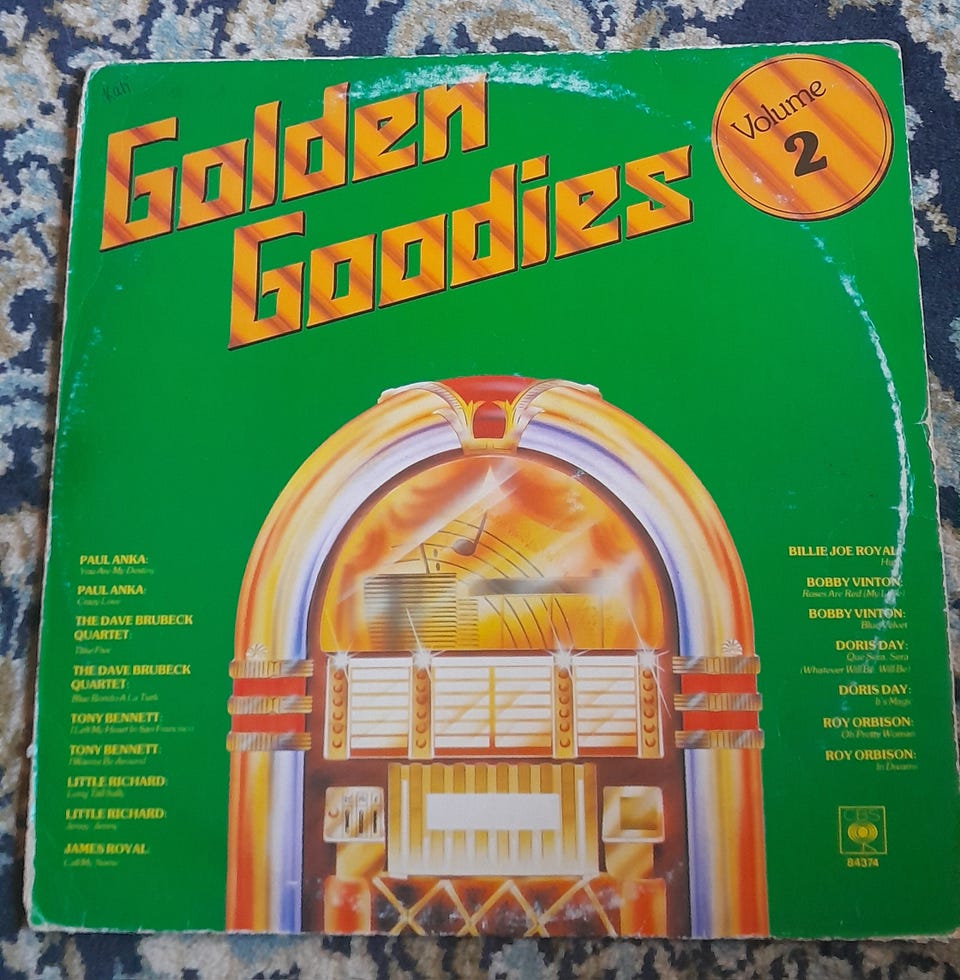 Kah
Golden
Goodies
Volume
2
PAUL ANKA:
You Are My Destiny
PAUL ANKA:
Crazy Love
THE DAVE BRUBECK
QUARTET:
Take Five
THE DAVE BRUBECK
QUARTET:
Blue Rondo A La Turk
TONY BENNETT:
I Left My Heart In San Francisco
TONY BENNETT:
I Wanna Be Around
LITTLE RICHARD:
Long Tall Sally
LITTLE RICHARD:
Jenny Jenny
JAMES ROYAL:
Call My Name
BILLIE JOE ROYAL:
BOBBY VINTON:
Roses Are Red (My Love)
BOBBY VINTON:
Blue Velvet
DORIS DAY:
Que Sera, Sera
(Whatever Will Be Will Be)
DORIS DAY:
It's Magic
ROY ORBISON:
Oh Pretty Woman
ROY ORBISON:
In Dreams
CBS
84374